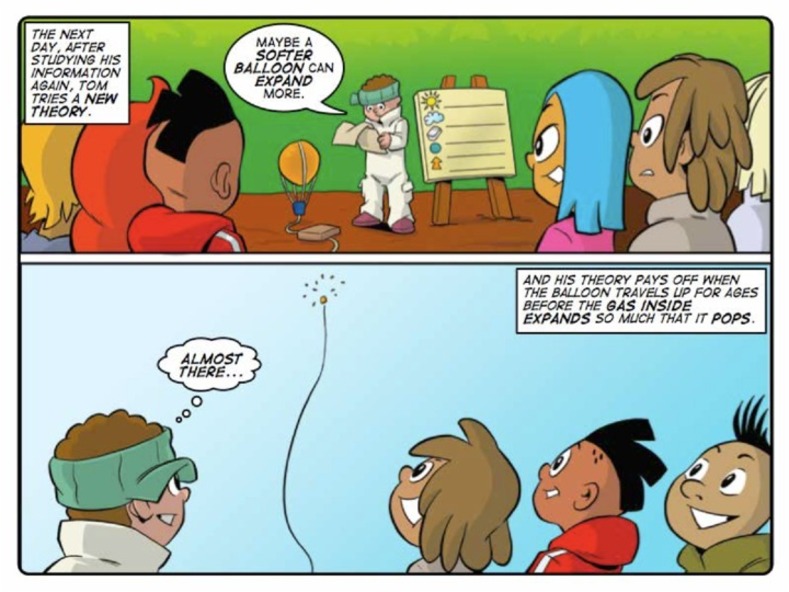 THE NEXT
DAY, AFTER
STUDYING HIS
INFORMATION
AGAIN, TOM
TRIES A NEW
THEORY.
MAYBE A
SOFTER
BALLOON CAN
EXPAND
MORE.
AND HIS THEORY PAYS OFF WHEN
THE BALLOON TRAVELS UP FOR AGES
BEFORE THE GAS INSIDE
EXPANDS SO MUCH THAT IT POPS.
ALMOST
THERE...